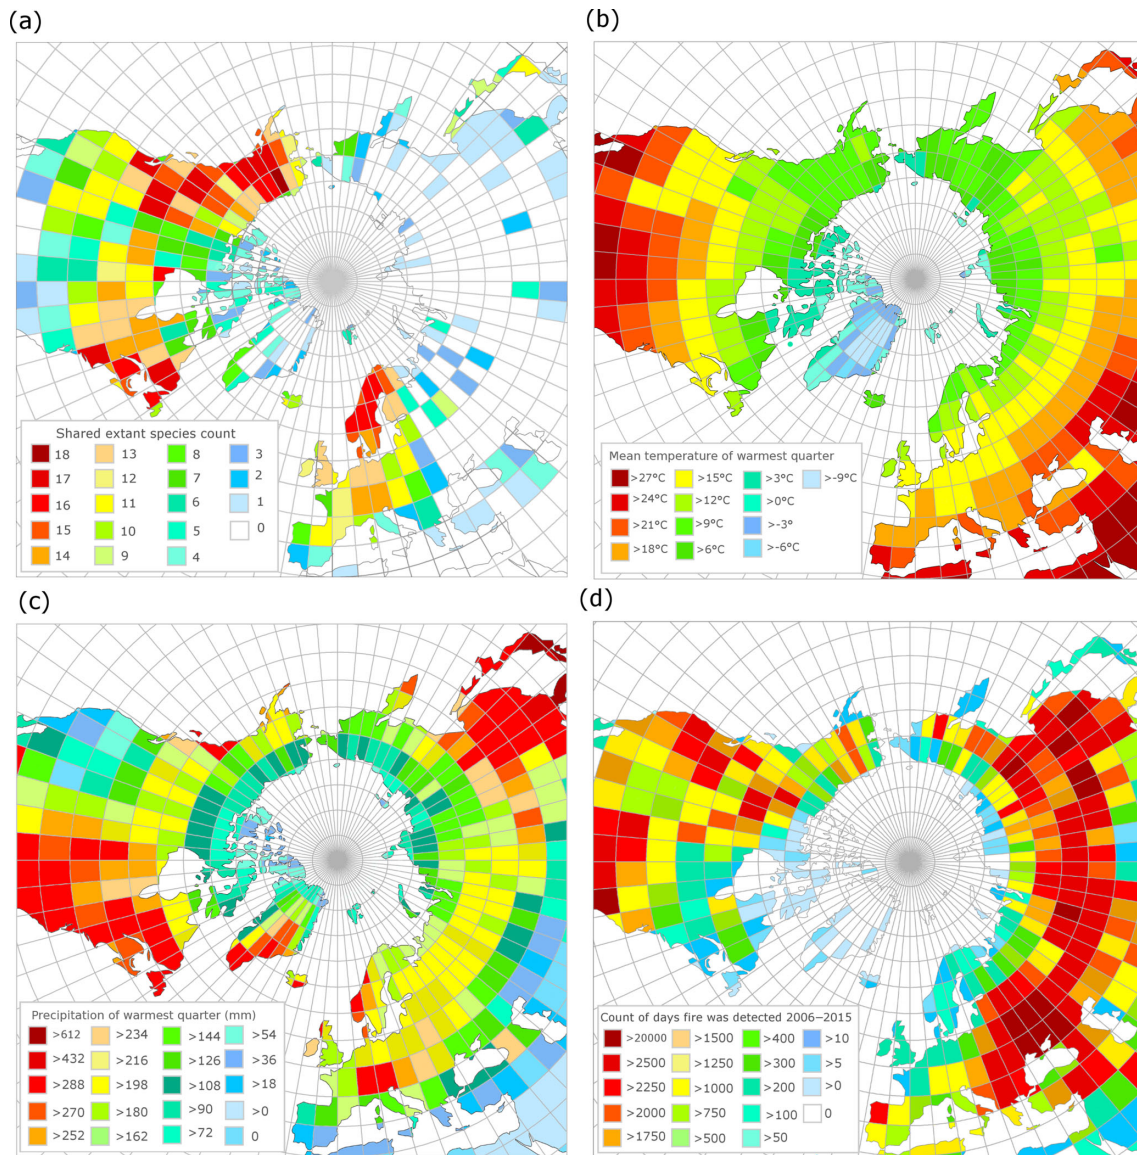 (a)
(b)
Shared extant species count
18 13 8 3
17 12 7 2
16 11 6 1
15 10 5 0
14 9 4
Mean temperature of warmest quarter
>27°C >15°C >3°C >-9°C
>24°C >12°C >0°C
>21°C >9°C >-3°
>18°C >6°C >-6°C
(c)
(d)
Precipitation of warmest quarter (mm)
>612 >234 >144 >54
>432 >216 >126 >36
>288 >198 >108 >18
>270 >180 >90 >0
>252 >162 >72 0
Count of days fire was detected 2006–2015
>20000 >1500 >400 >10
>2500 >1250 >300 >5
>2250 >1000 >200 >0
>2000 >750 >100 0
>1750 >500 >50